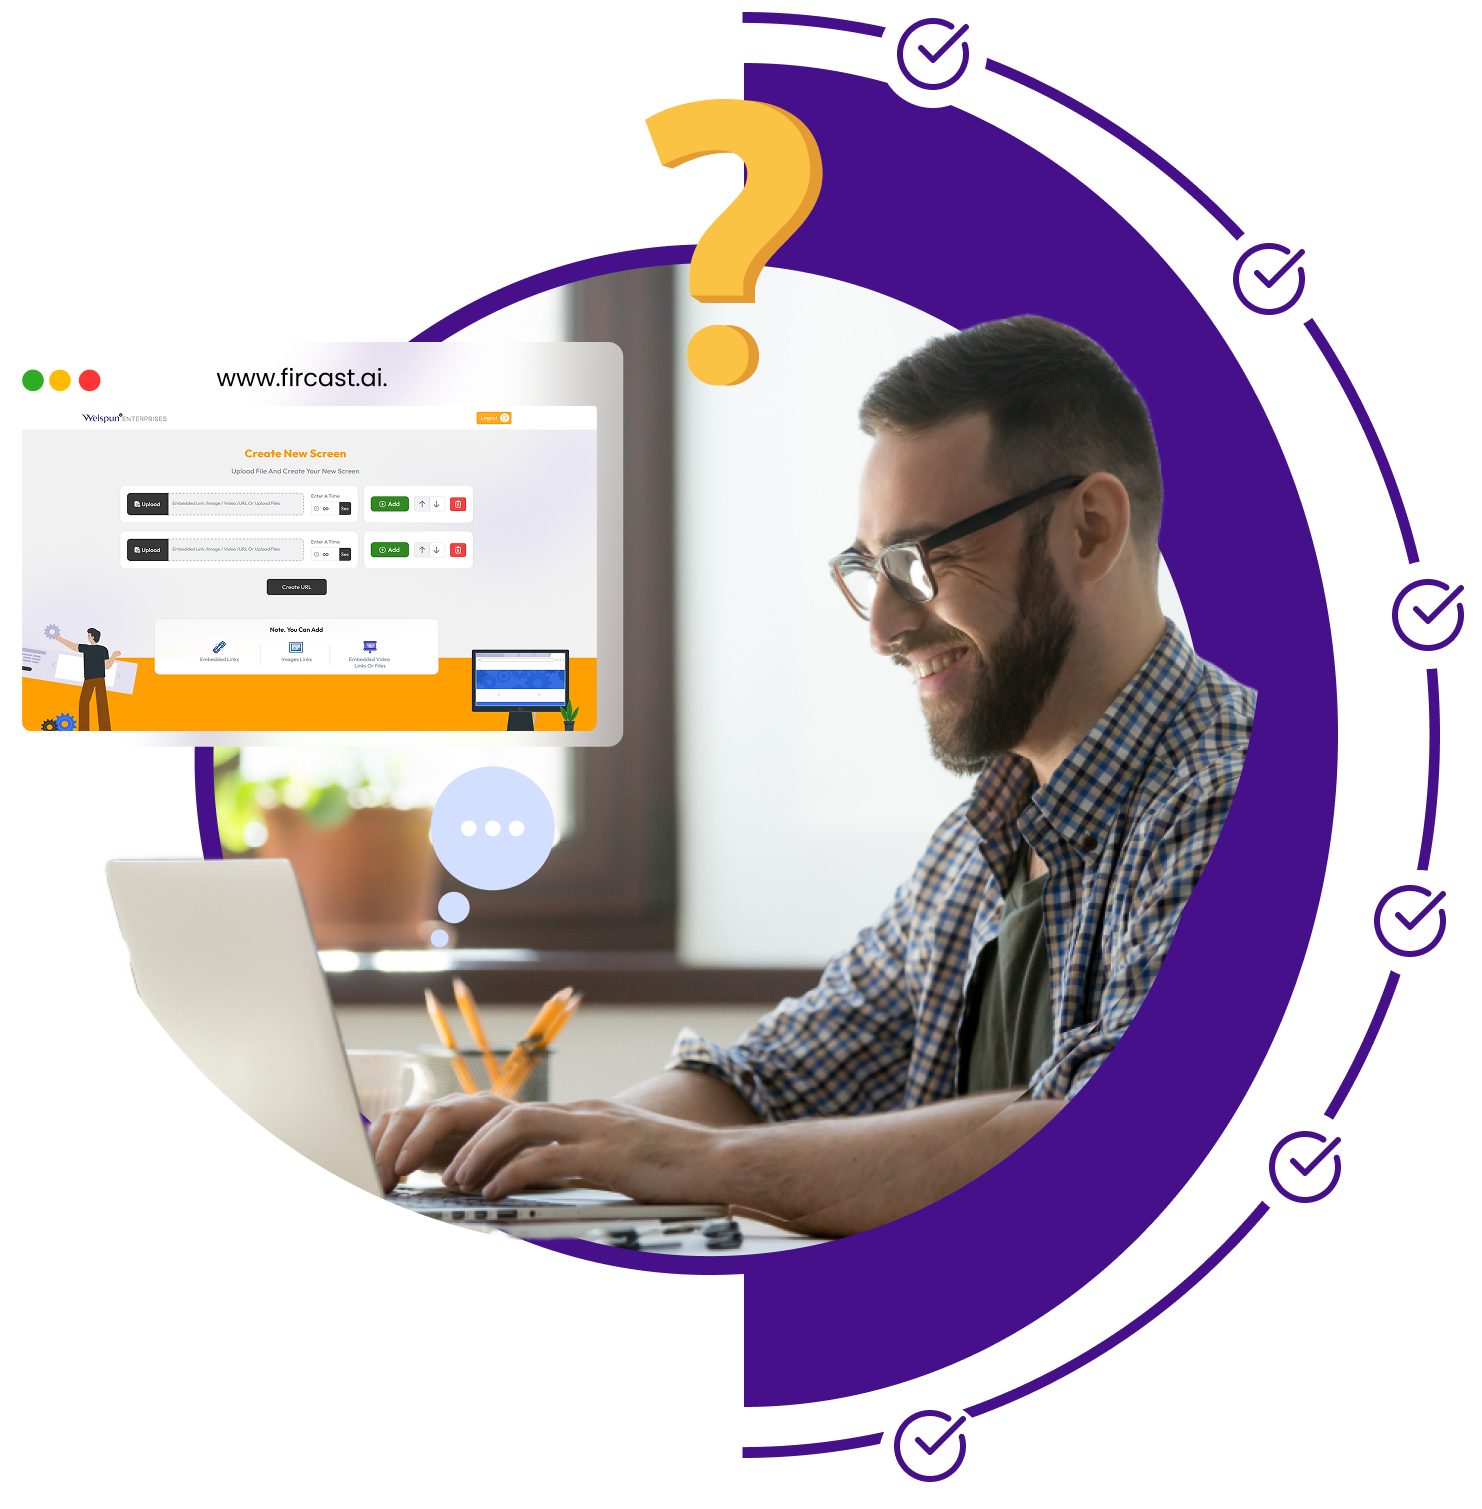 www.fircast.ai.
Welspun ENTERPRISES
Logout
Create New Screen
Upload File And Create Your New Screen
Upload
Embedded Link /Image / Video /URL Or Upload Files
Enter A Time
00
Sec
Add
Upload
Embedded Link /Image / Video /URL Or Upload Files
Enter A Time
00
Sec
Add
Create URL
Note. You Can Add
Embedded Links
Images Links
Embedded Video
Links Or Files
?